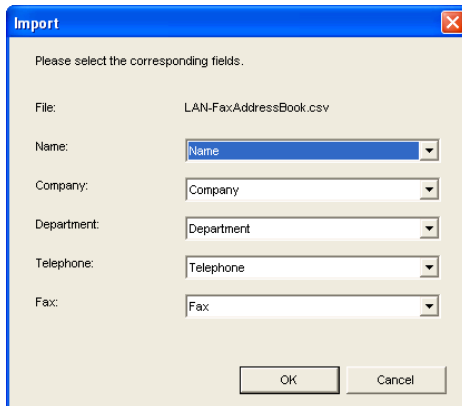 Import
Please select the corresponding fields.
File: LAN-FaxAddressBook.csv
Name: Name
Company: Company
Department: Department
Telephone: Telephone
Fax: Fax
OK Cancel